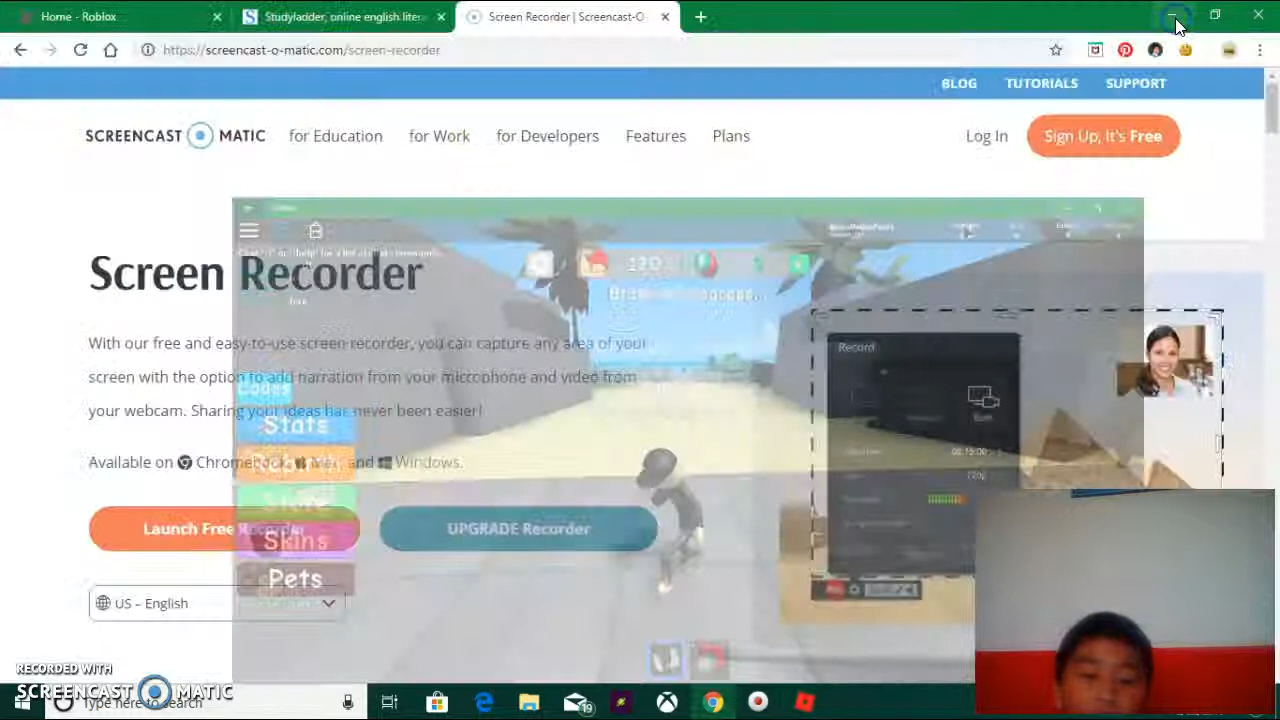 Home - Roblox
Studyladder, online english liter
Screen Recorder | Screencast-O
https://screencast-o-matic.com/screen-recorder
BLOG TUTORIALS SUPPORT
SCREENCAST MATIC for Education for Work for Developers Features Plans Log In Sign Up, It's Free
Screen Recorder
With our free and easy-to-use screen recorder, you can capture any area of your
screen with the option to add narration from your microphone and video from
your webcam. Sharing your ideas has never been easier!
Available on Chromebook, Mac, and Windows.
Launch Free Recorder UPGRADE Recorder
US – English
Record
Codes
Stats
Rebirth
Store
Skins
Pets
RECORDED WITH
SCREENCAST MATIC
Type here to search
19